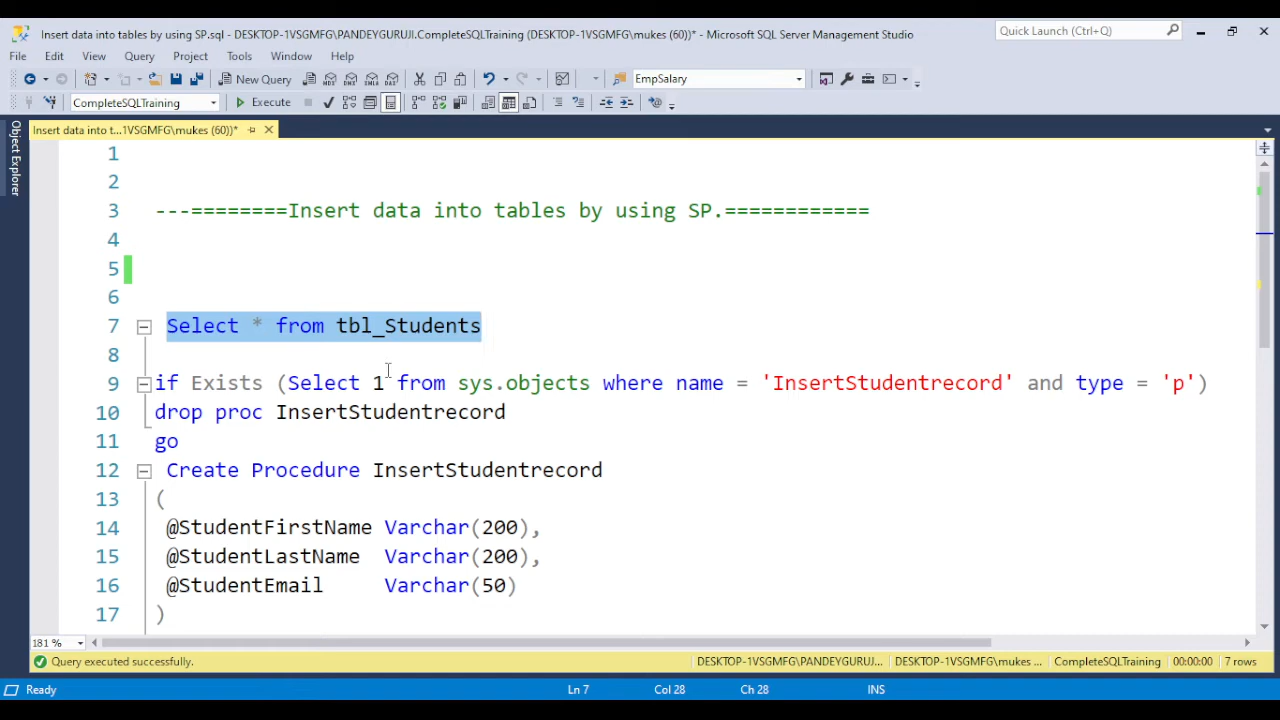 Insert data into tables by using SP.sql - DESKTOP-1VSGMFG\PANDEYGURUJI.CompleteSQLTraining (DESKTOP-1VSGMFG\mukes (60))* - Microsoft SQL Server Management Studio
Quick Launch (Ctrl+Q)
File Edit View Query Project Tools Window Help
New Query
EmpSalary
CompleteSQLTraining
Execute
Insert data into t...1VSGMFG\mukes (60))*
Object Explorer
1
2
3 ---========Insert data into tables by using SP.============
4
5
6
7 Select * from tbl_Students
8
9 if Exists (Select 1 from sys.objects where name = 'InsertStudentrecord' and type = 'p')
10 drop proc InsertStudentrecord
11 go
12 Create Procedure InsertStudentrecord
13 (
14 @StudentFirstName Varchar(200),
15 @StudentLastName Varchar(200),
16 @StudentEmail Varchar(50)
17 )
181 %
Query executed successfully.
DESKTOP-1VSGMFG\PANDEYGURUJI... DESKTOP-1VSGMFG\mukes ... CompleteSQLTraining 00:00:00 7 rows
Ready Ln 7 Col 28 Ch 28 INS